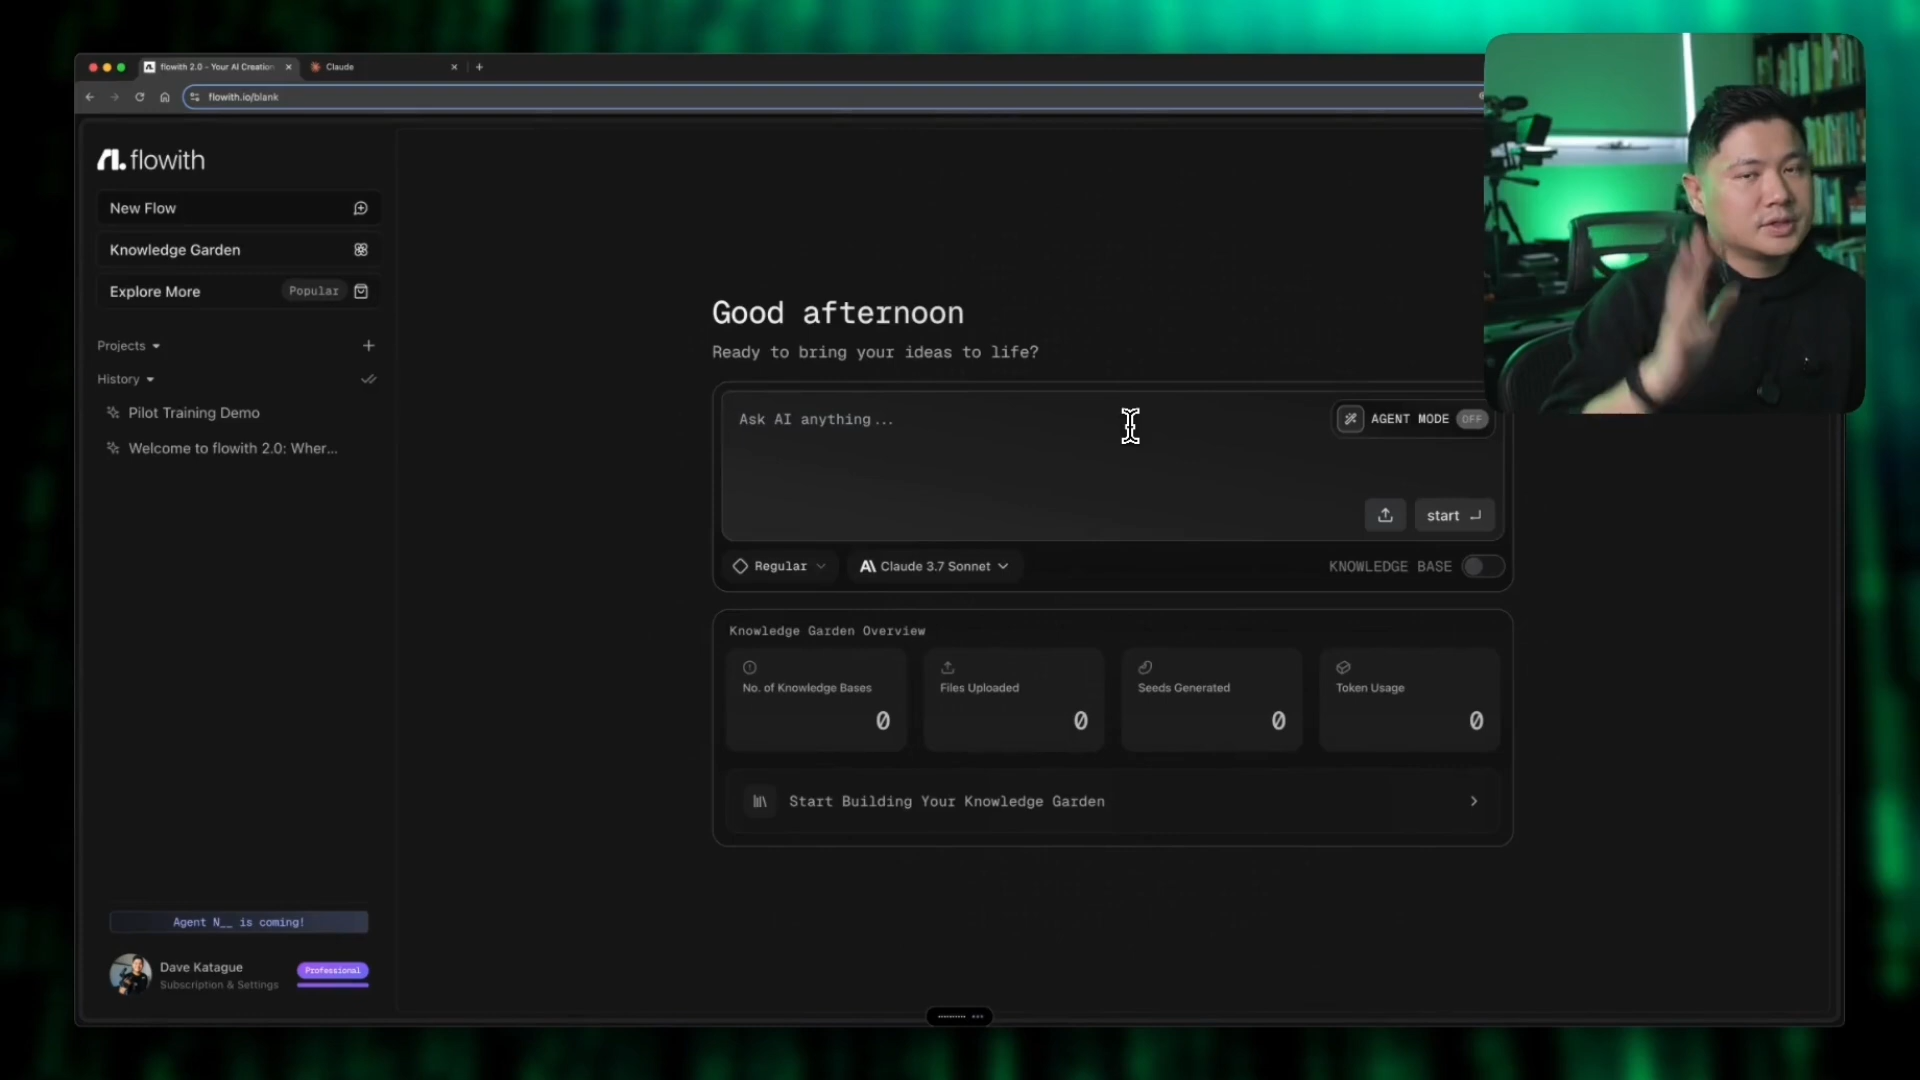 flowith 2.0 - Your AI Creation
Claude
flowith.io/blank
flowith
New Flow
Knowledge Garden
Explore More
Popular
Projects
History
Pilot Training Demo
Welcome to flowith 2.0: Wher...
Good afternoon
Ready to bring your ideas to life?
Ask AI anything...
AGENT MODE OFF
start
Regular
Claude 3.7 Sonnet
KNOWLEDGE BASE
Knowledge Garden Overview
No. of Knowledge Bases
0
Files Uploaded
0
Seeds Generated
0
Token Usage
0
Start Building Your Knowledge Garden
Agent N__ is coming!
Dave Katague
Professional
Subscription & Settings